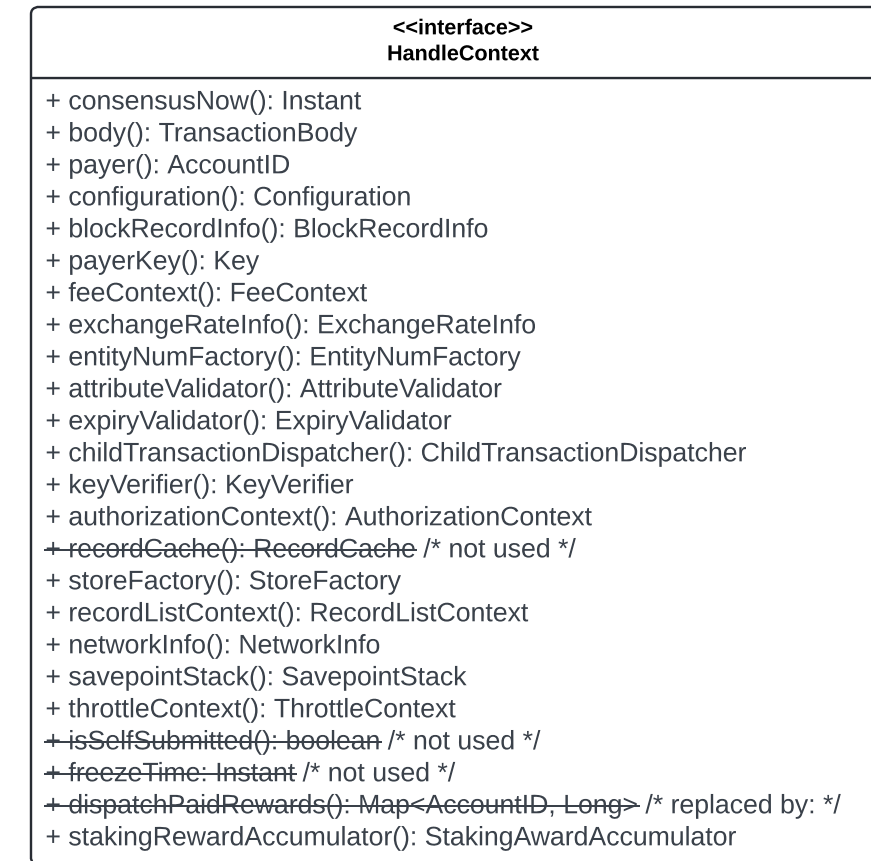 <<interface>>
HandleContext
+ consensusNow(): Instant
+ body(): TransactionBody
+ payer(): AccountID
+ configuration(): Configuration
+ blockRecordInfo(): BlockRecordInfo
+ payerKey(): Key
+ feeContext(): FeeContext
+ exchangeRateInfo(): ExchangeRateInfo
+ entityNumFactory(): EntityNumFactory
+ attributeValidator(): AttributeValidator
+ expiryValidator(): ExpiryValidator
+ childTransactionDispatcher(): ChildTransactionDispatcher
+ keyVerifier(): KeyVerifier
+ authorizationContext(): AuthorizationContext
+ recordCache(): RecordCache /* not used */
+ storeFactory(): StoreFactory
+ recordListContext(): RecordListContext
+ networkInfo(): NetworkInfo
+ savepointStack(): SavepointStack
+ throttleContext(): ThrottleContext
+ isSelfSubmitted(): boolean /* not used */
+ freezeTime: Instant /* not used */
+ dispatchPaidRewards(): Map<AccountID, Long> /* replaced by: */
+ stakingRewardAccumulator(): StakingAwardAccumulator